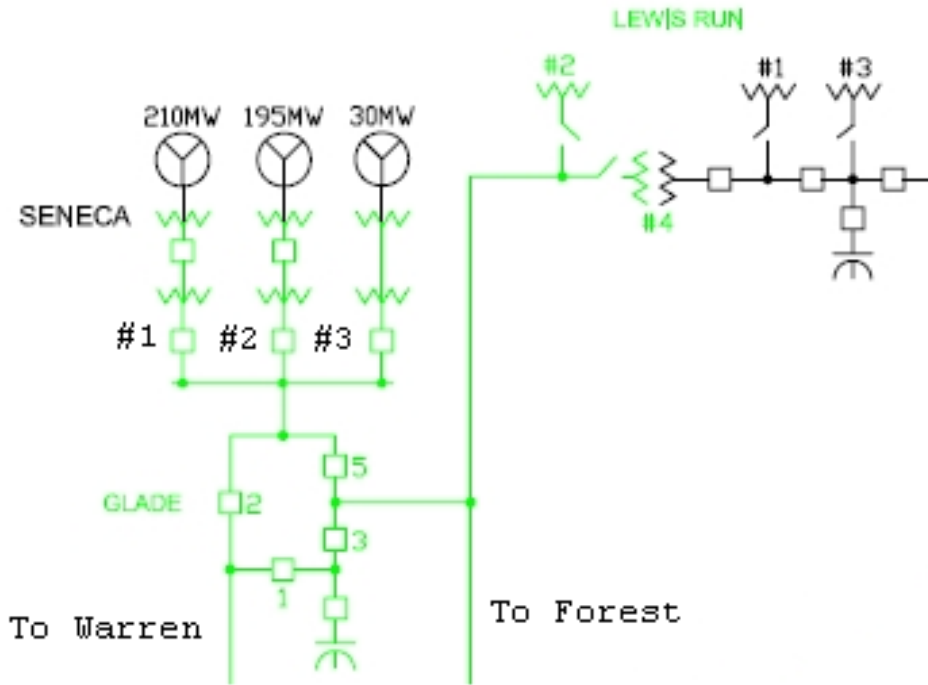 LEWIS RUN
#2
#1 #3
210MW 195MW 30MW
SENECA
#4
#1 #2 #3
5
GLADE
2
3
1
To Warren
To Forest